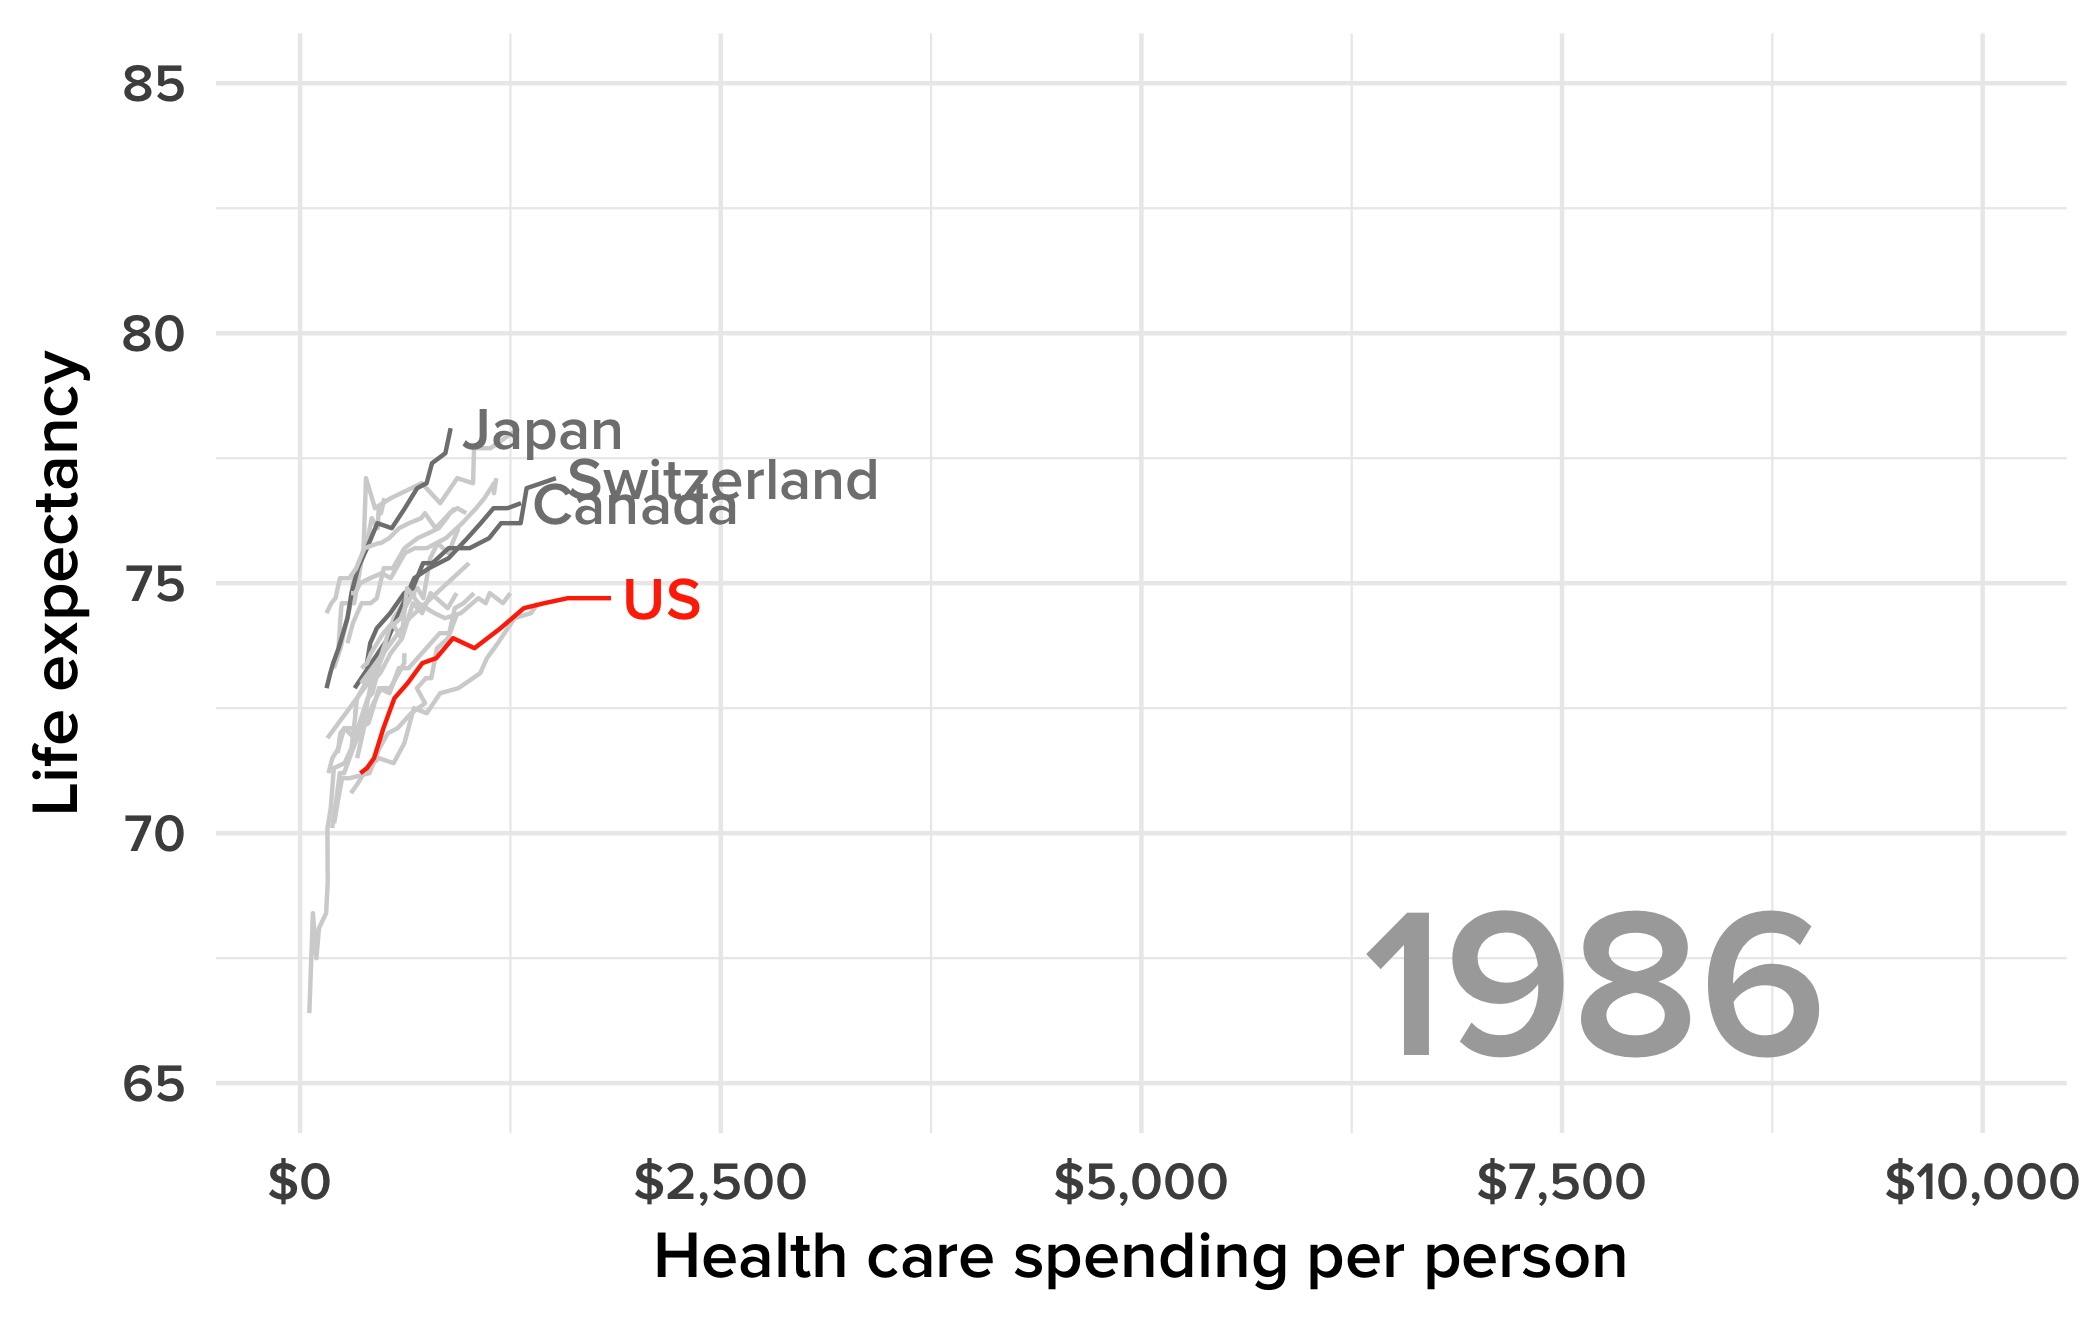 85
80
75
70
65
Life expectancy
Japan
Switzerland
Canada
US
1986
$0
$2,500
$5,000
$7,500
$10,000
Health care spending per person